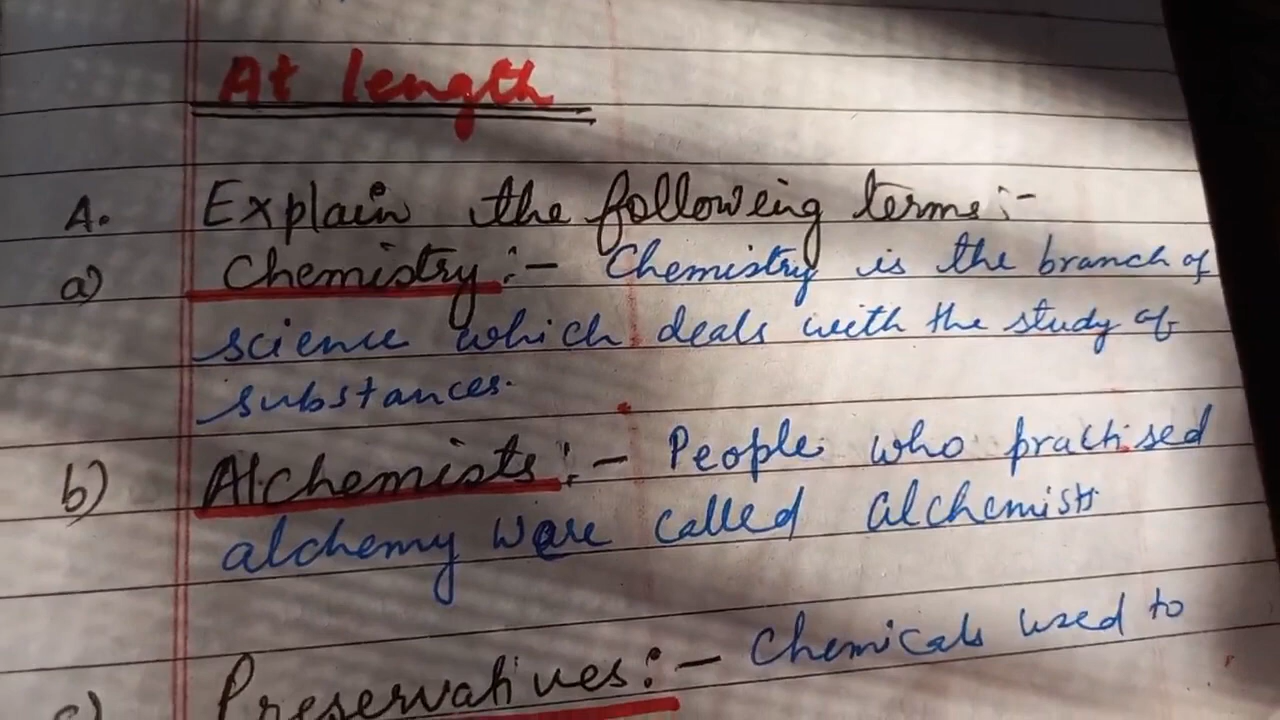 At length
A. Explain the following terms:-
a) Chemistry:- Chemistry is the branch of
science which deals with the study of
substances.
b) Alchemists:- People who practised
alchemy were called alchemists
c) Preservatives:- Chemicals used to